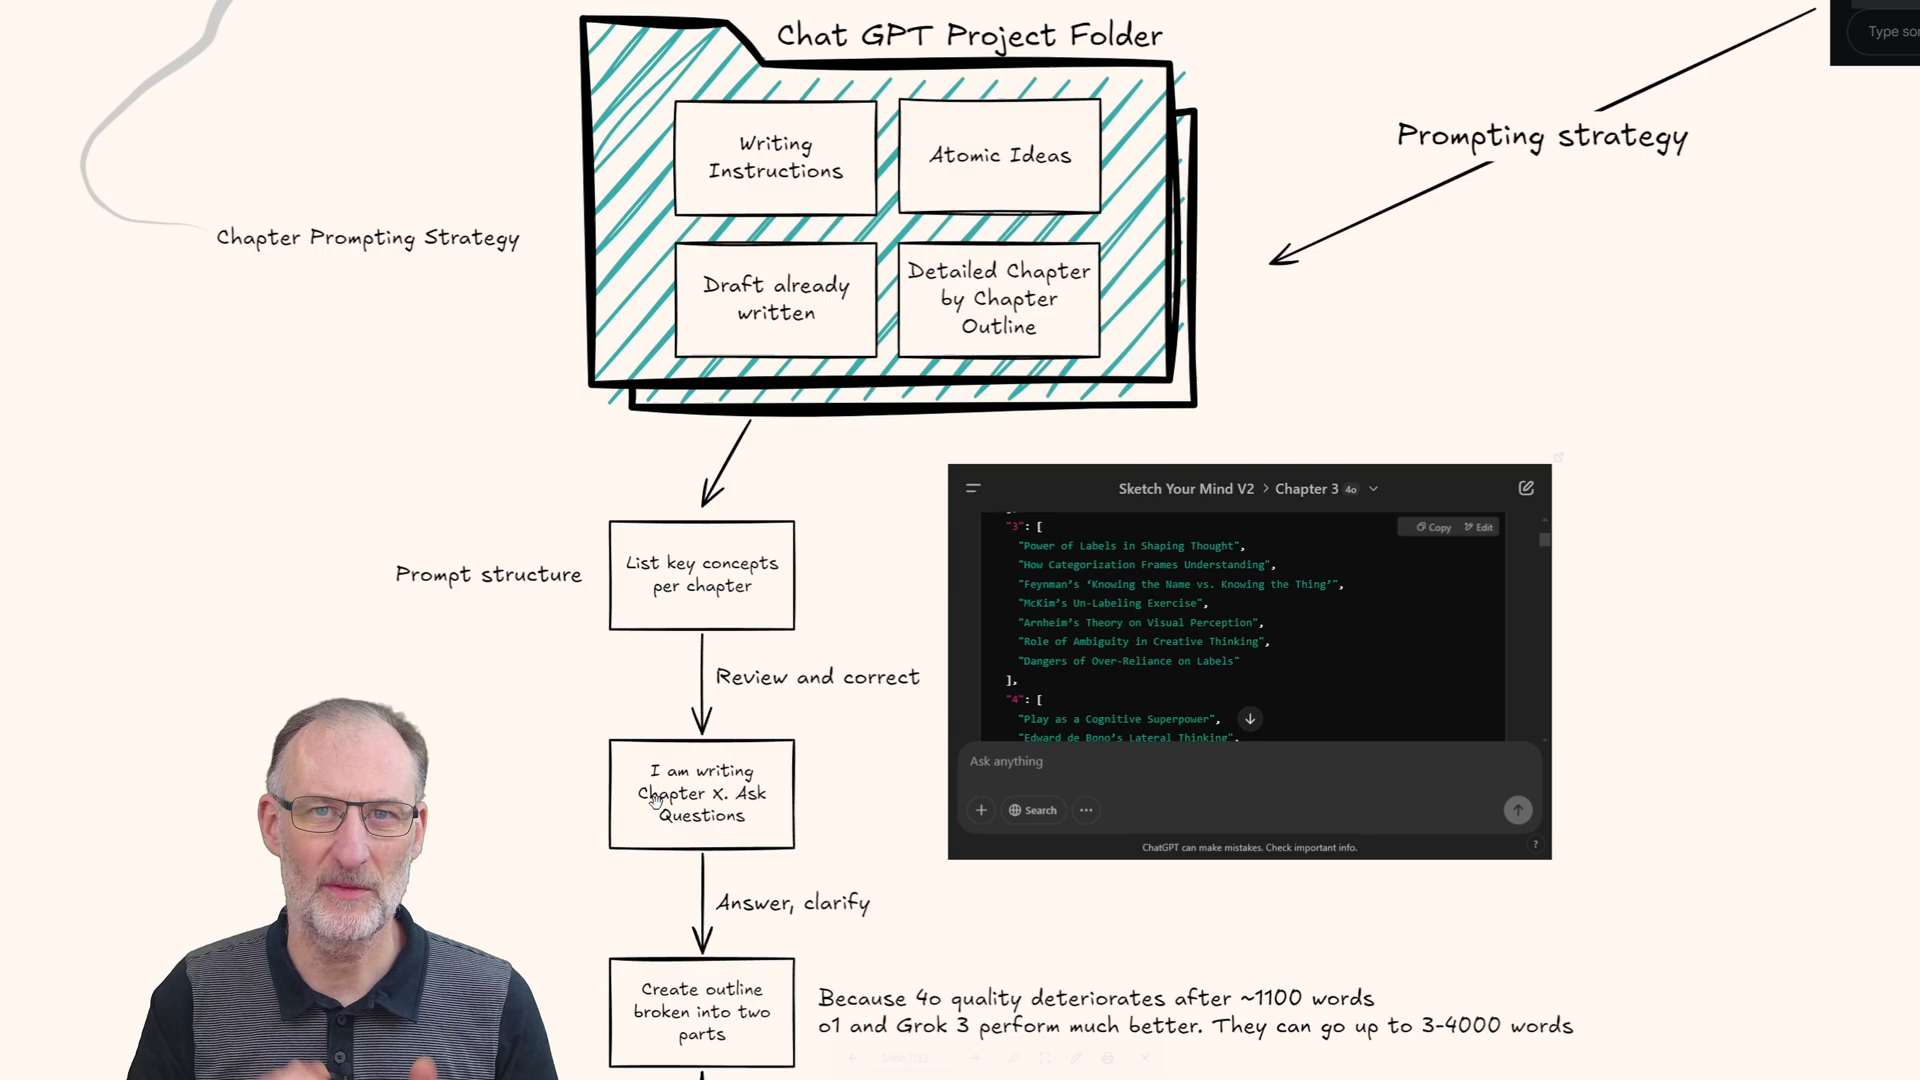 Chat GPT Project Folder
Type
Prompting strategy
Writing
Instructions
Atomic Ideas
Chapter Prompting Strategy
Draft already
written
Detailed Chapter
by Chapter
Outline
Sketch Your Mind V2 > Chapter 3 4o
"3": [
Copy Edit
"Power of Labels in Shaping Thought",
"How Categorization Frames Understanding",
"Feynman’s ‘Knowing the Name vs. Knowing the Thing’",
"McKim’s Un-Labeling Exercise",
"Arnheim’s Theory on Visual Perception",
"Role of Ambiguity in Creative Thinking",
"Dangers of Over-Reliance on Labels"
],
"4": [
"Play as a Cognitive Superpower",
"Edward de Bono’s Lateral Thinking",
Ask anything
Search
ChatGPT can make mistakes. Check important info.
?
Prompt structure
List key concepts
per chapter
Review and correct
I am writing
Chapter X. Ask
Questions
Answer, clarify
Create outline
broken into two
parts
Because 4o quality deteriorates after ~1100 words
o1 and Grok 3 perform much better. They can go up to 3-4000 words